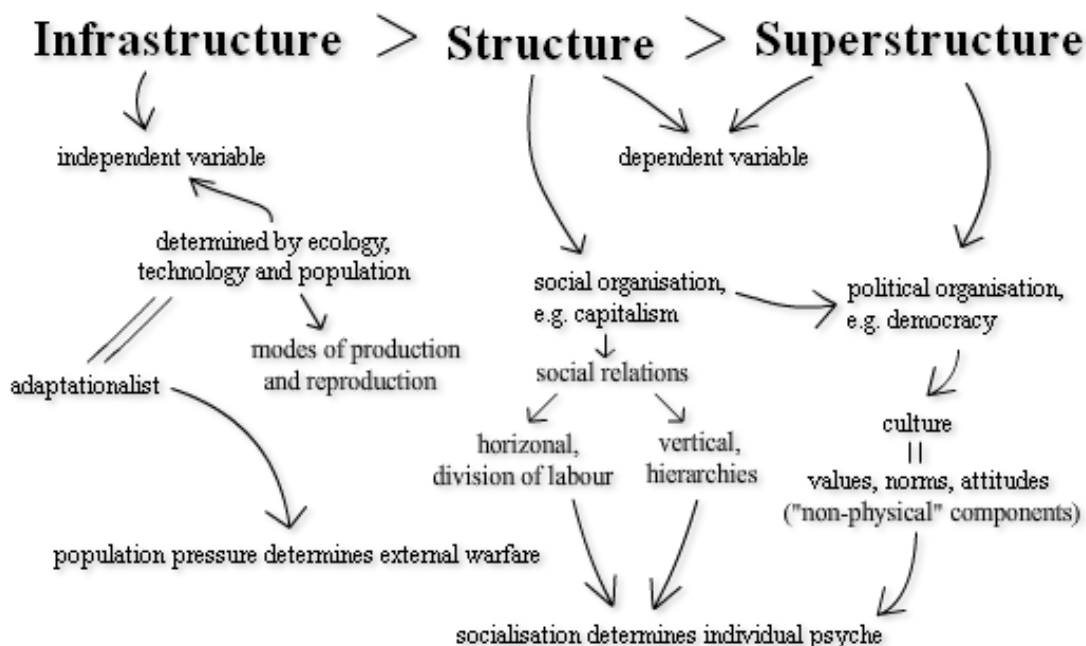 Infrastructure > Structure > Superstructure
independent variable
dependent variable
determined by ecology,
technology and population
social organisation,
e.g. capitalism
political organisation,
e.g. democracy
modes of production
and reproduction
adaptationalist
social relations
culture
horizonal,
division of labour
vertical,
hierarchies
values, norms, attitudes
("non-physical" components)
population pressure determines external warfare
socialisation determines individual psyche